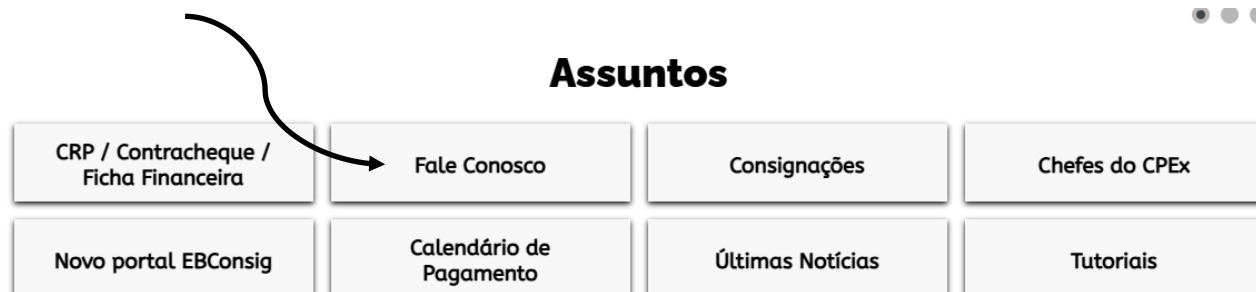 Assuntos
CRP / Contracheque /
Ficha Financeira
Fale Conosco
Consignações
Chefes do CPEx
Novo portal EBConsig
Calendário de
Pagamento
Últimas Notícias
Tutoriais